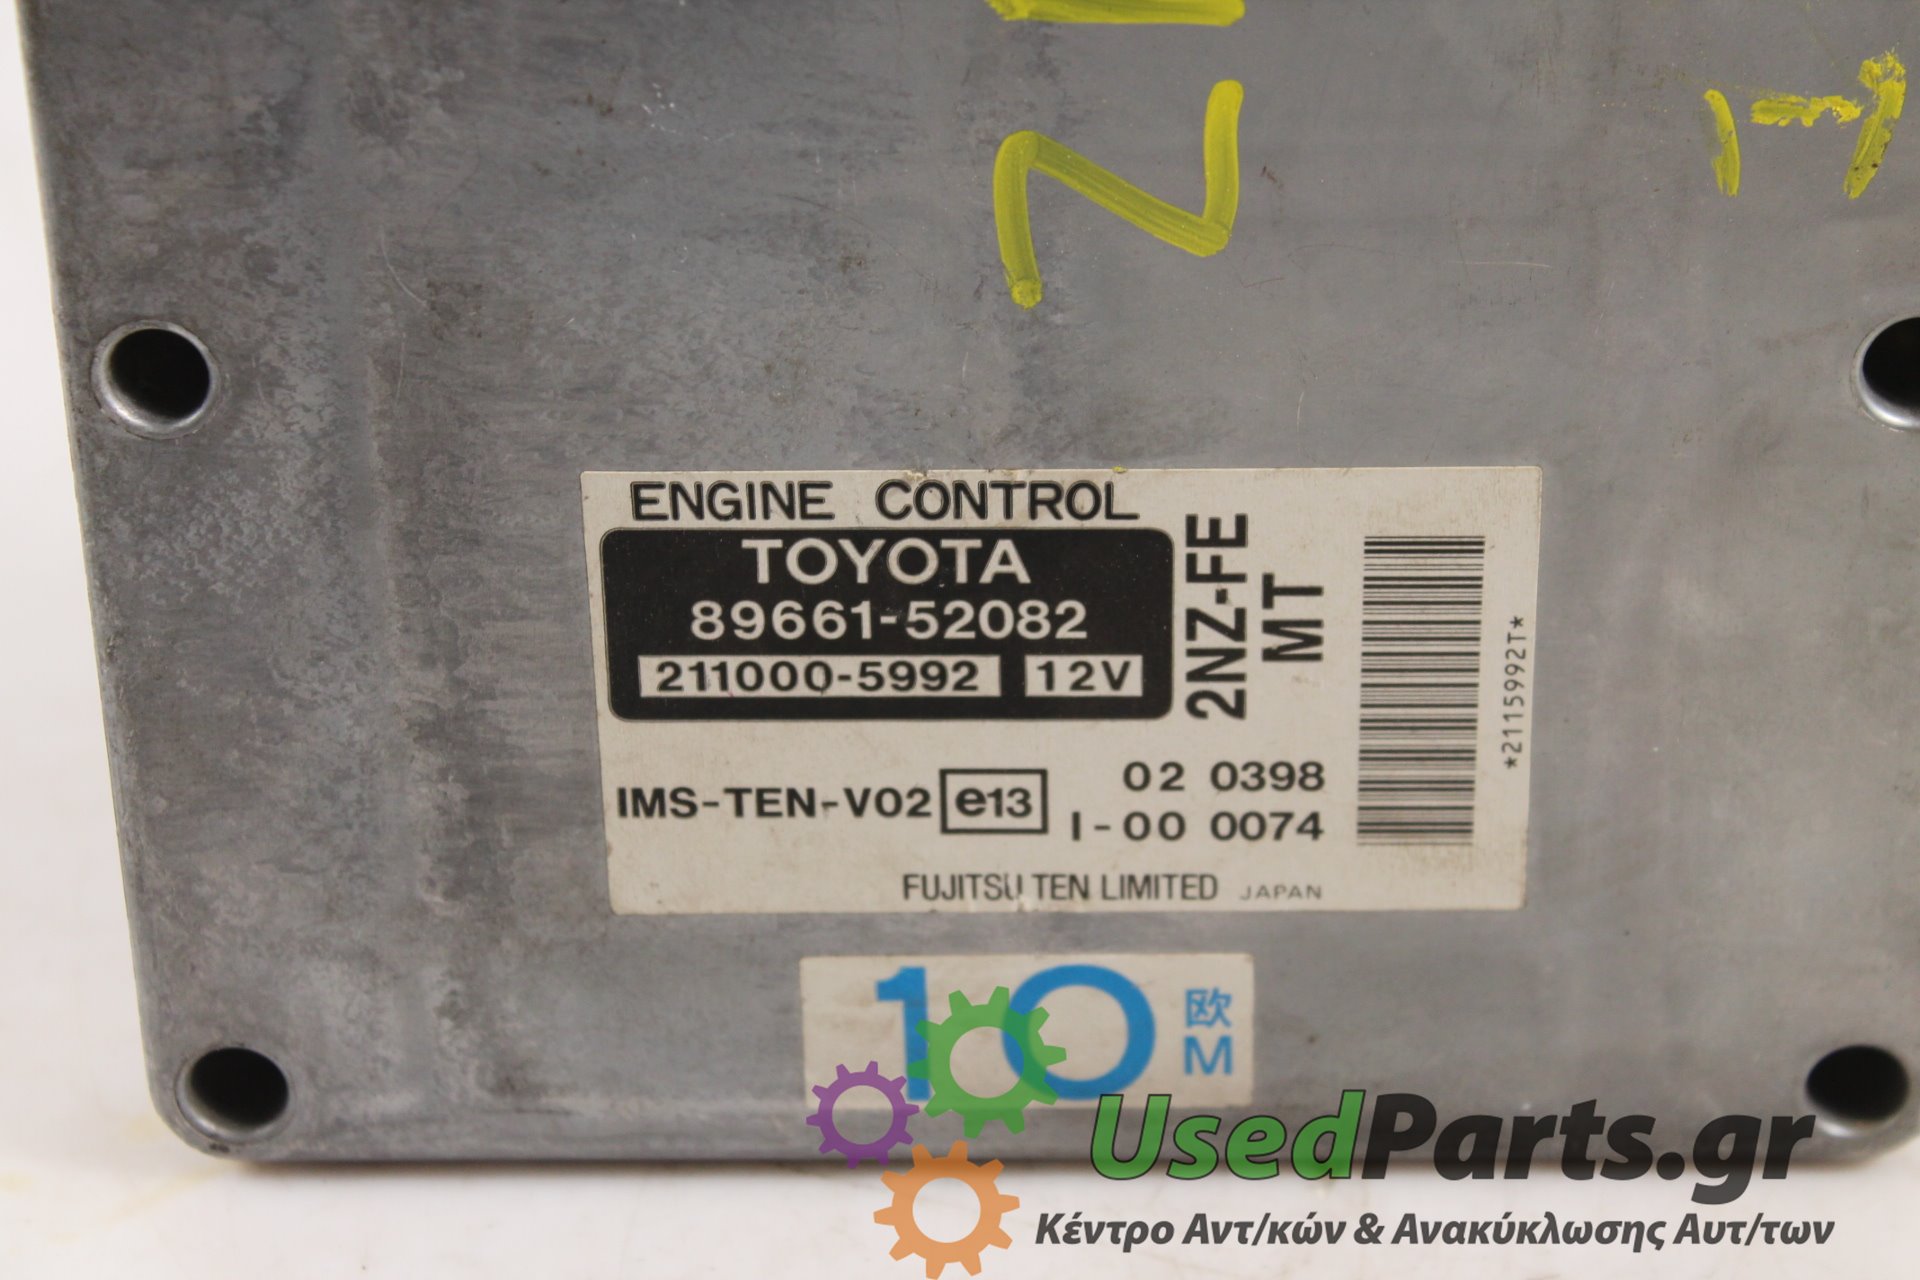 ENGINE CONTROL
TOYOTA
89661-52082
211000-5992 12V
2NZ-FE
MT
*2115992T*
IMS-TEN-V02 e13 02 0398
I-00 0074
FUJITSU TEN LIMITED JAPAN
10 欧
M
UsedParts.gr
Κέντρο Αντ/κών & Ανακύκλωσης Αυτ/των